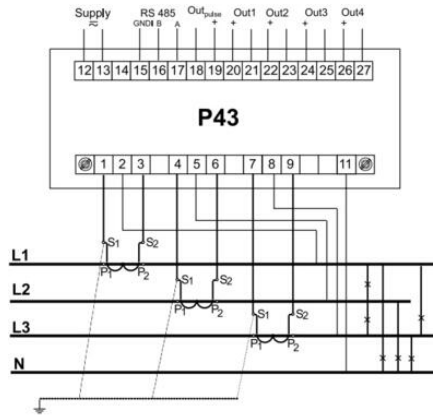 Supply RS 485 Outpulse Out1 Out2 Out3 Out4
GND B A + + + + +
12 13 14 15 16 17 18 19 20 21 22 23 24 25 26 27
P43
1 2 3 4 5 6 7 8 9 11
S1 S2
L1
P1 P2
S1 S2
L2
P1 P2
S1 S2
L3
P1 P2
N